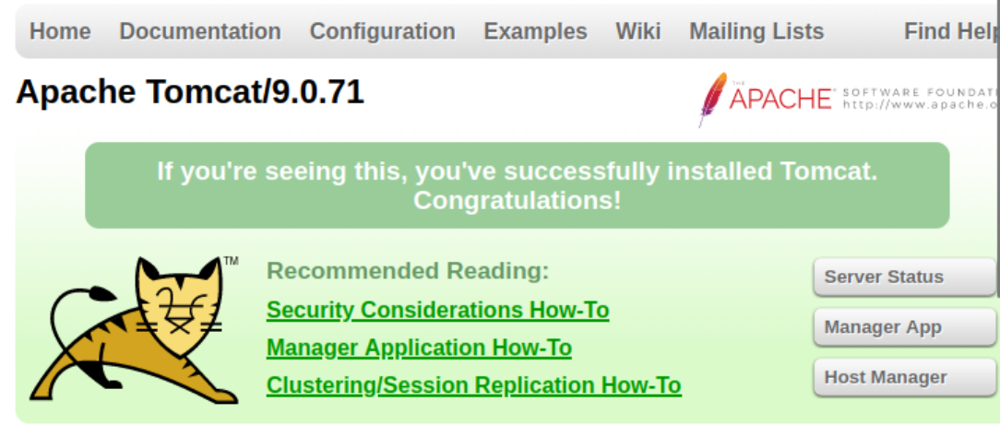 Home Documentation Configuration Examples Wiki Mailing Lists Find Help
Apache Tomcat/9.0.71
THE
APACHE SOFTWARE FOUNDATI
http://www.apache.o
If you're seeing this, you've successfully installed Tomcat.
Congratulations!
TM
Recommended Reading:
Security Considerations How-To
Manager Application How-To
Clustering/Session Replication How-To
Server Status
Manager App
Host Manager